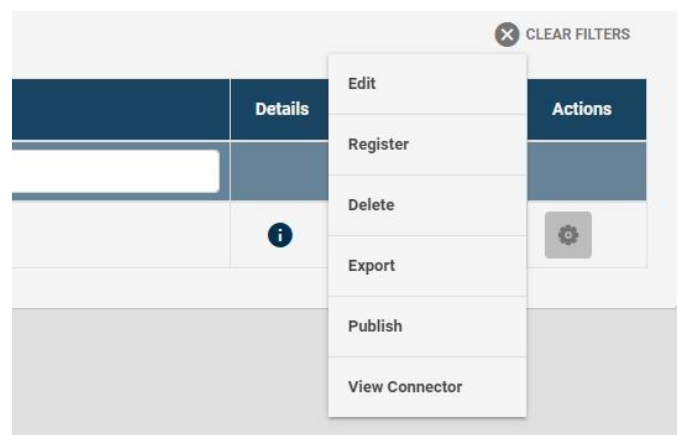 CLEAR FILTERS
Details
Actions
Edit
Register
Delete
Export
Publish
View Connector